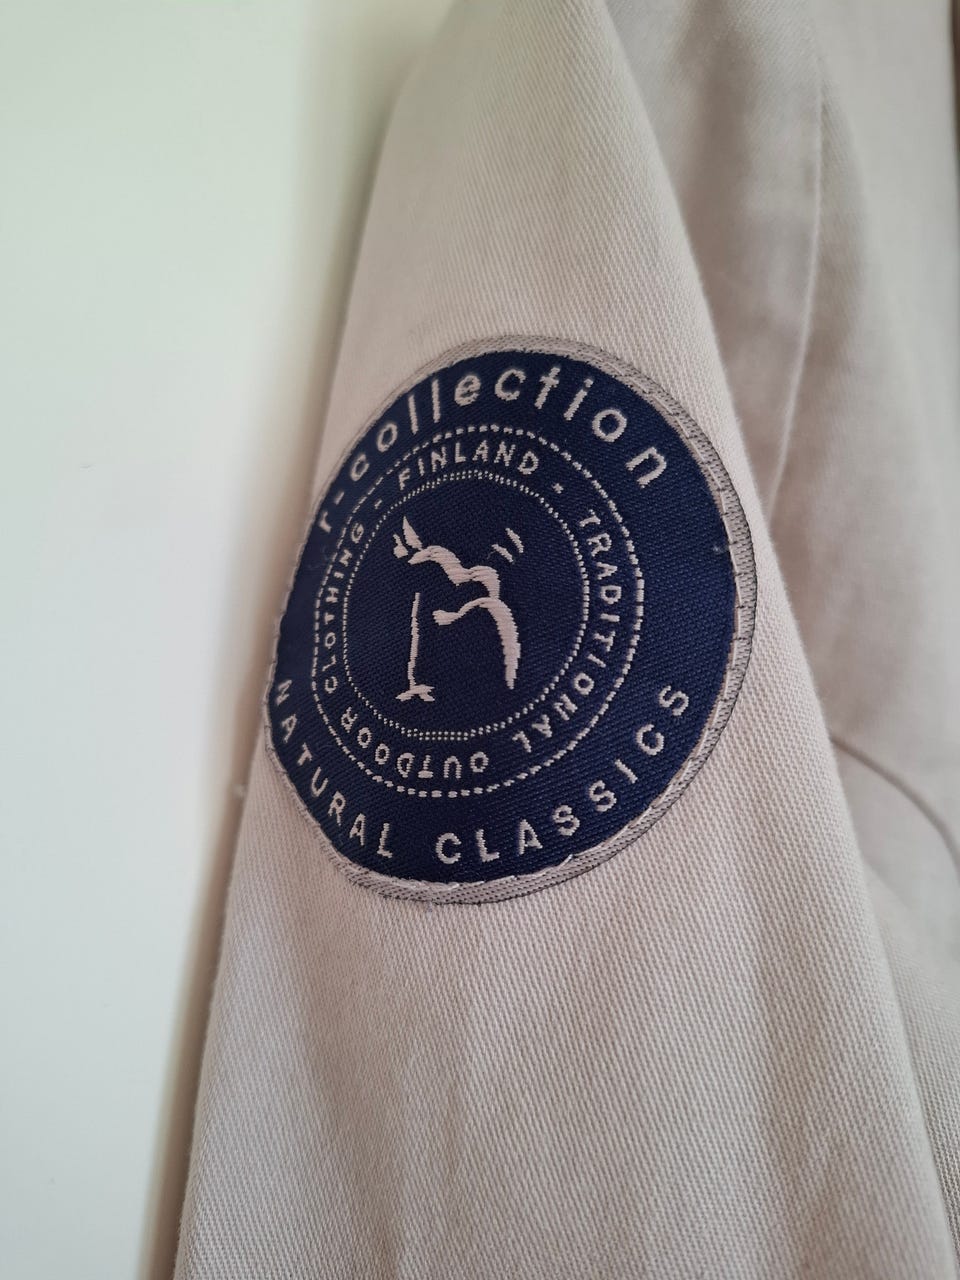 r-collection
FINLAND - TRADITIONAL OUTDOOR CLOTHING -
NATURAL CLASSICS